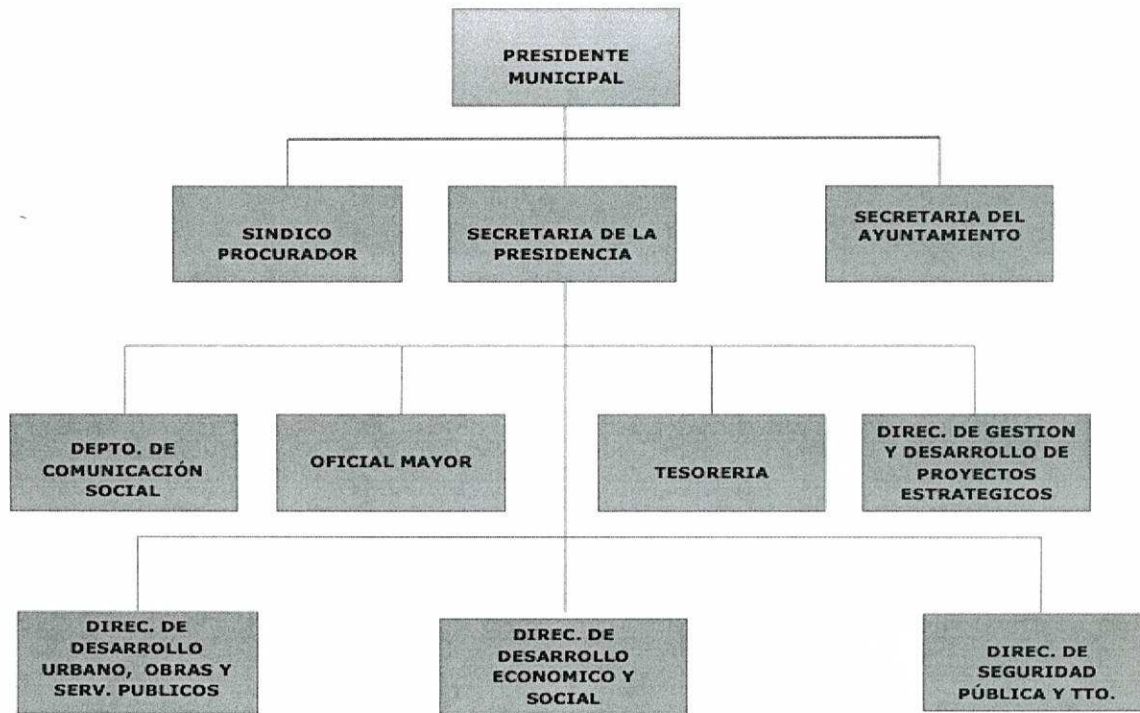 PRESIDENTE
MUNICIPAL
SINDICO
PROCURADOR
SECRETARIA DE LA
PRESIDENCIA
SECRETARIA DEL
AYUNTAMIENTO
DEPTO. DE
COMUNICACIÓN
SOCIAL
OFICIAL MAYOR
TESORERIA
DIREC. DE GESTION
Y DESARROLLO DE
PROYECTOS
ESTRATEGICOS
DIREC. DE
DESARROLLO
URBANO, OBRAS Y
SERV. PUBLICOS
DIREC. DE
DESARROLLO
ECONOMICO Y
SOCIAL
DIREC. DE
SEGURIDAD
PÚBLICA Y TTO.